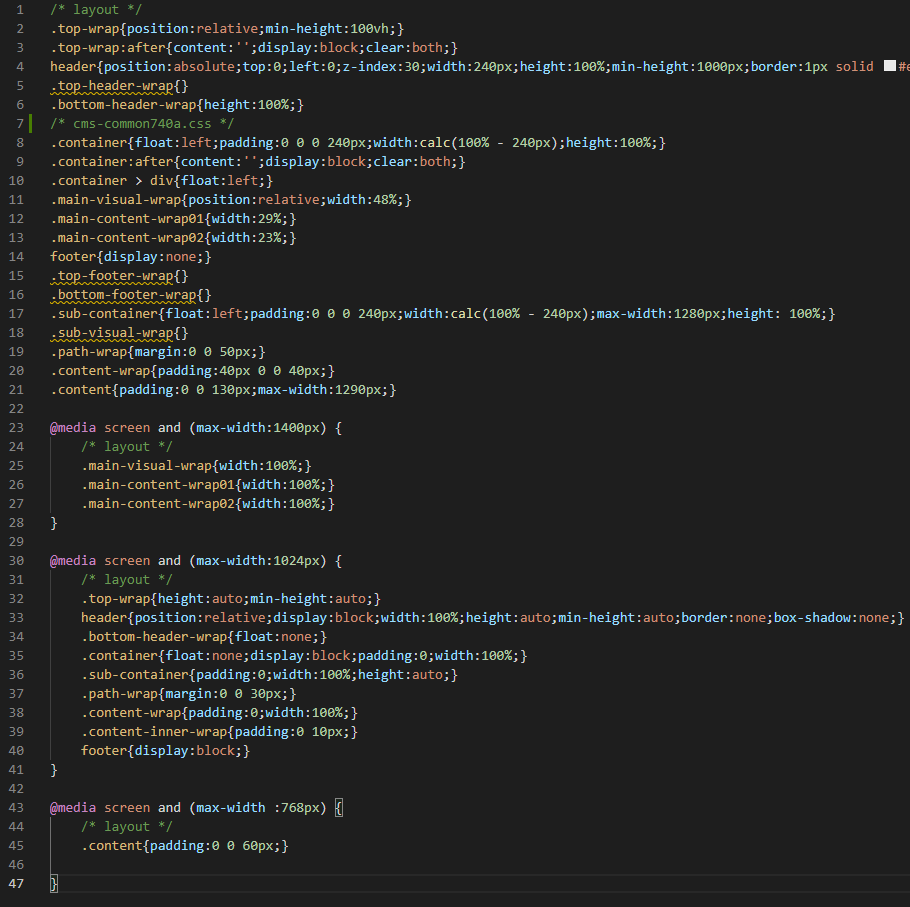 1 /* layout */
2 .top-wrap{position:relative;min-height:100vh;}
3 .top-wrap:after{content:'';display:block;clear:both;}
4 header{position:absolute;top:0;left:0;z-index:30;width:240px;height:100%;min-height:1000px;border:1px solid #e
5 .top-header-wrap{}
6 .bottom-header-wrap{height:100%;}
7 /* cms-common740a.css */
8 .container{float:left;padding:0 0 0 240px;width:calc(100% - 240px);height:100%;}
9 .container:after{content:'';display:block;clear:both;}
10 .container > div{float:left;}
11 .main-visual-wrap{position:relative;width:48%;}
12 .main-content-wrap01{width:29%;}
13 .main-content-wrap02{width:23%;}
14 footer{display:none;}
15 .top-footer-wrap{}
16 .bottom-footer-wrap{}
17 .sub-container{float:left;padding:0 0 0 240px;width:calc(100% - 240px);max-width:1280px;height: 100%;}
18 .sub-visual-wrap{}
19 .path-wrap{margin:0 0 50px;}
20 .content-wrap{padding:40px 0 0 40px;}
21 .content{padding:0 0 130px;max-width:1290px;}
22
23 @media screen and (max-width:1400px) {
24 /* layout */
25 .main-visual-wrap{width:100%;}
26 .main-content-wrap01{width:100%;}
27 .main-content-wrap02{width:100%;}
28 }
29
30 @media screen and (max-width:1024px) {
31 /* layout */
32 .top-wrap{height:auto;min-height:auto;}
33 header{position:relative;display:block;width:100%;height:auto;min-height:auto;border:none;box-shadow:none;}
34 .bottom-header-wrap{float:none;}
35 .container{float:none;display:block;padding:0;width:100%;}
36 .sub-container{padding:0;width:100%;height:auto;}
37 .path-wrap{margin:0 0 30px;}
38 .content-wrap{padding:0;width:100%;}
39 .content-inner-wrap{padding:0 10px;}
40 footer{display:block;}
41 }
42
43 @media screen and (max-width :768px) {
44 /* layout */
45 .content{padding:0 0 60px;}
46
47 }